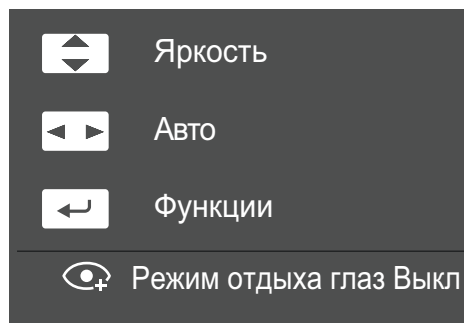 Яркость
Авто
Функции
Режим отдыха глаз Выкл